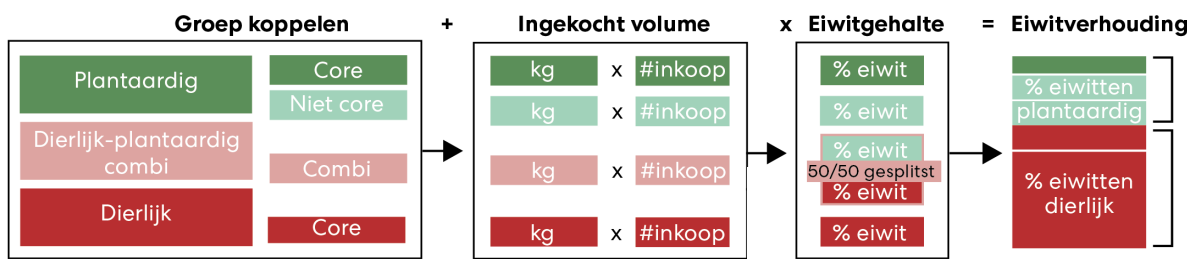 Groep koppelen + Ingekocht volume x Eiwitgehalte = Eiwitverhouding
Plantaardig
Core
Niet core
Dierlijk-plantaardig
combi
Combi
Dierlijk
Core
kg x #inkoop
kg x #inkoop
kg x #inkoop
kg x #inkoop
% eiwit
% eiwit
% eiwit
50/50 gesplitst
% eiwit
% eiwit
% eiwitten
plantaardig
% eiwitten
dierlijk